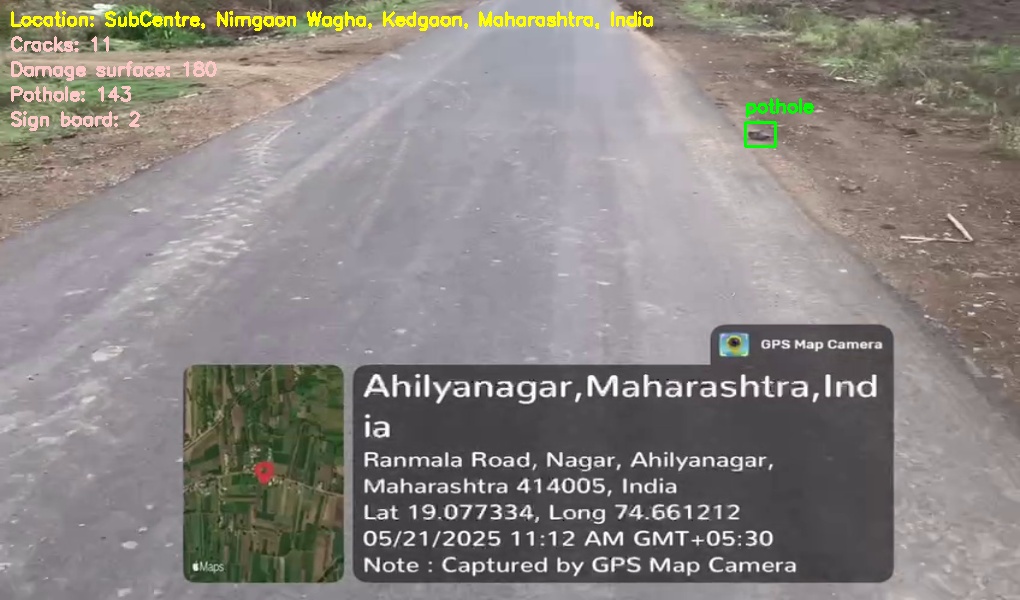 Location: SubCentre, Nimgaon Wagha, Kedgaon, Maharashtra, India
Cracks: 11
Damage surface: 180
Pothole: 143
Sign board: 2
pothole
GPS Map Camera
Ahilyanagar,Maharashtra,Ind
ia
Ranmala Road, Nagar, Ahilyanagar,
Maharashtra 414005, India
Lat 19.077334, Long 74.661212
05/21/2025 11:12 AM GMT+05:30
Note : Captured by GPS Map Camera
Maps